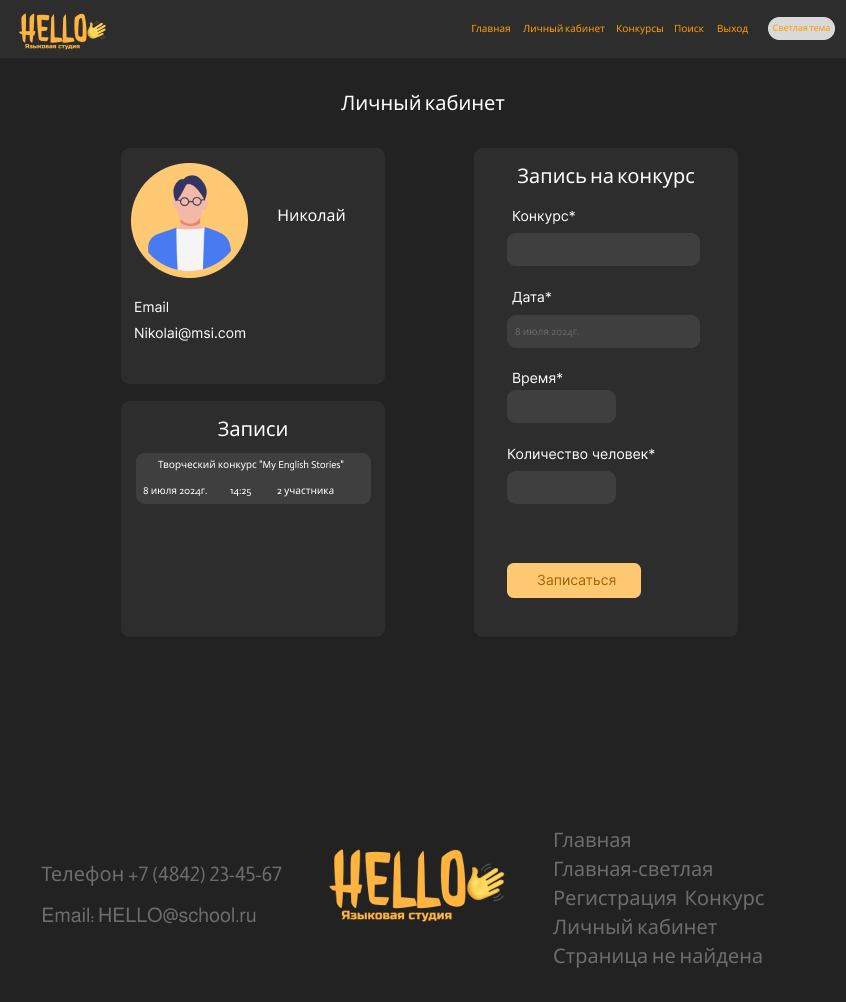 HELLO
Языковая студия
Главная Личный кабинет Конкурсы Поиск Выход Светлая тема
Личный кабинет
Николай
Email
Nikolai@msi.com
Записи
Творческий конкурс "My English Stories"
8 июля 2024г. 14:25 2 участника
Запись на конкурс
Конкурс*
Дата*
8 июля 2024г.
Время*
Количество человек*
Записаться
Телефон +7 (4842) 23-45-67
Email: HELLO@school.ru
HELLO
Языковая студия
Главная
Главная-светлая
Регистрация Конкурс
Личный кабинет
Страница не найдена